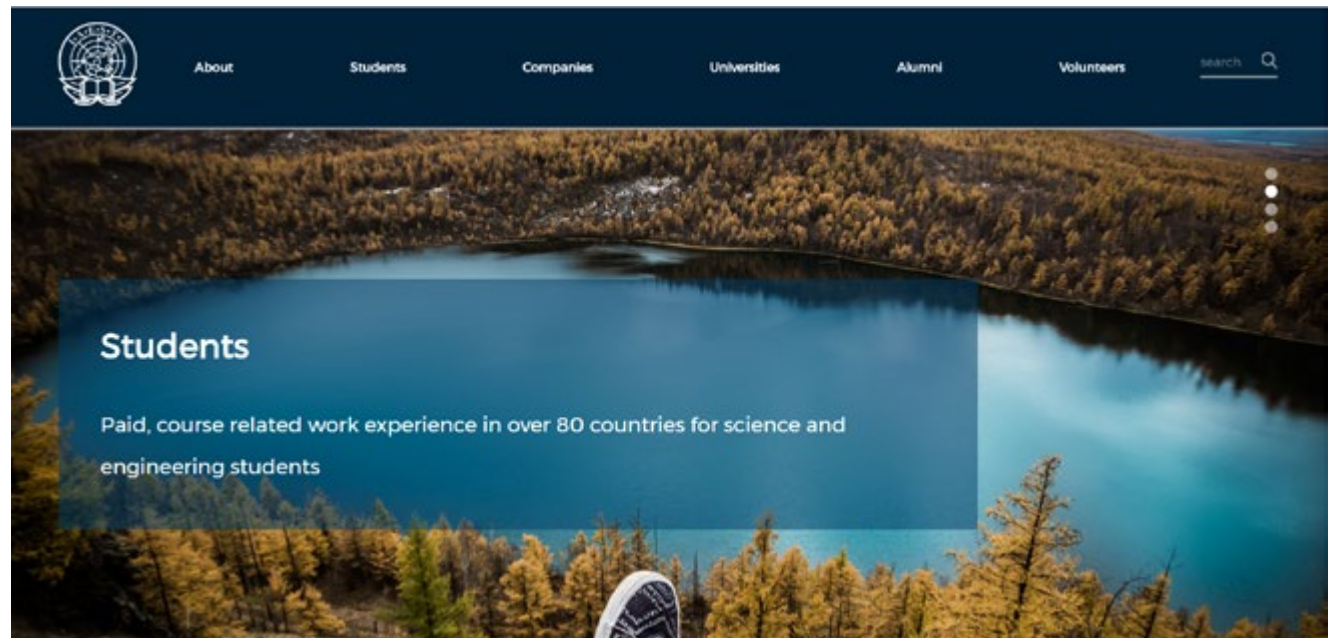 IAESTE
About
Students
Companies
Universities
Alumni
Volunteers
search
Students
Paid, course related work experience in over 80 countries for science and
engineering students